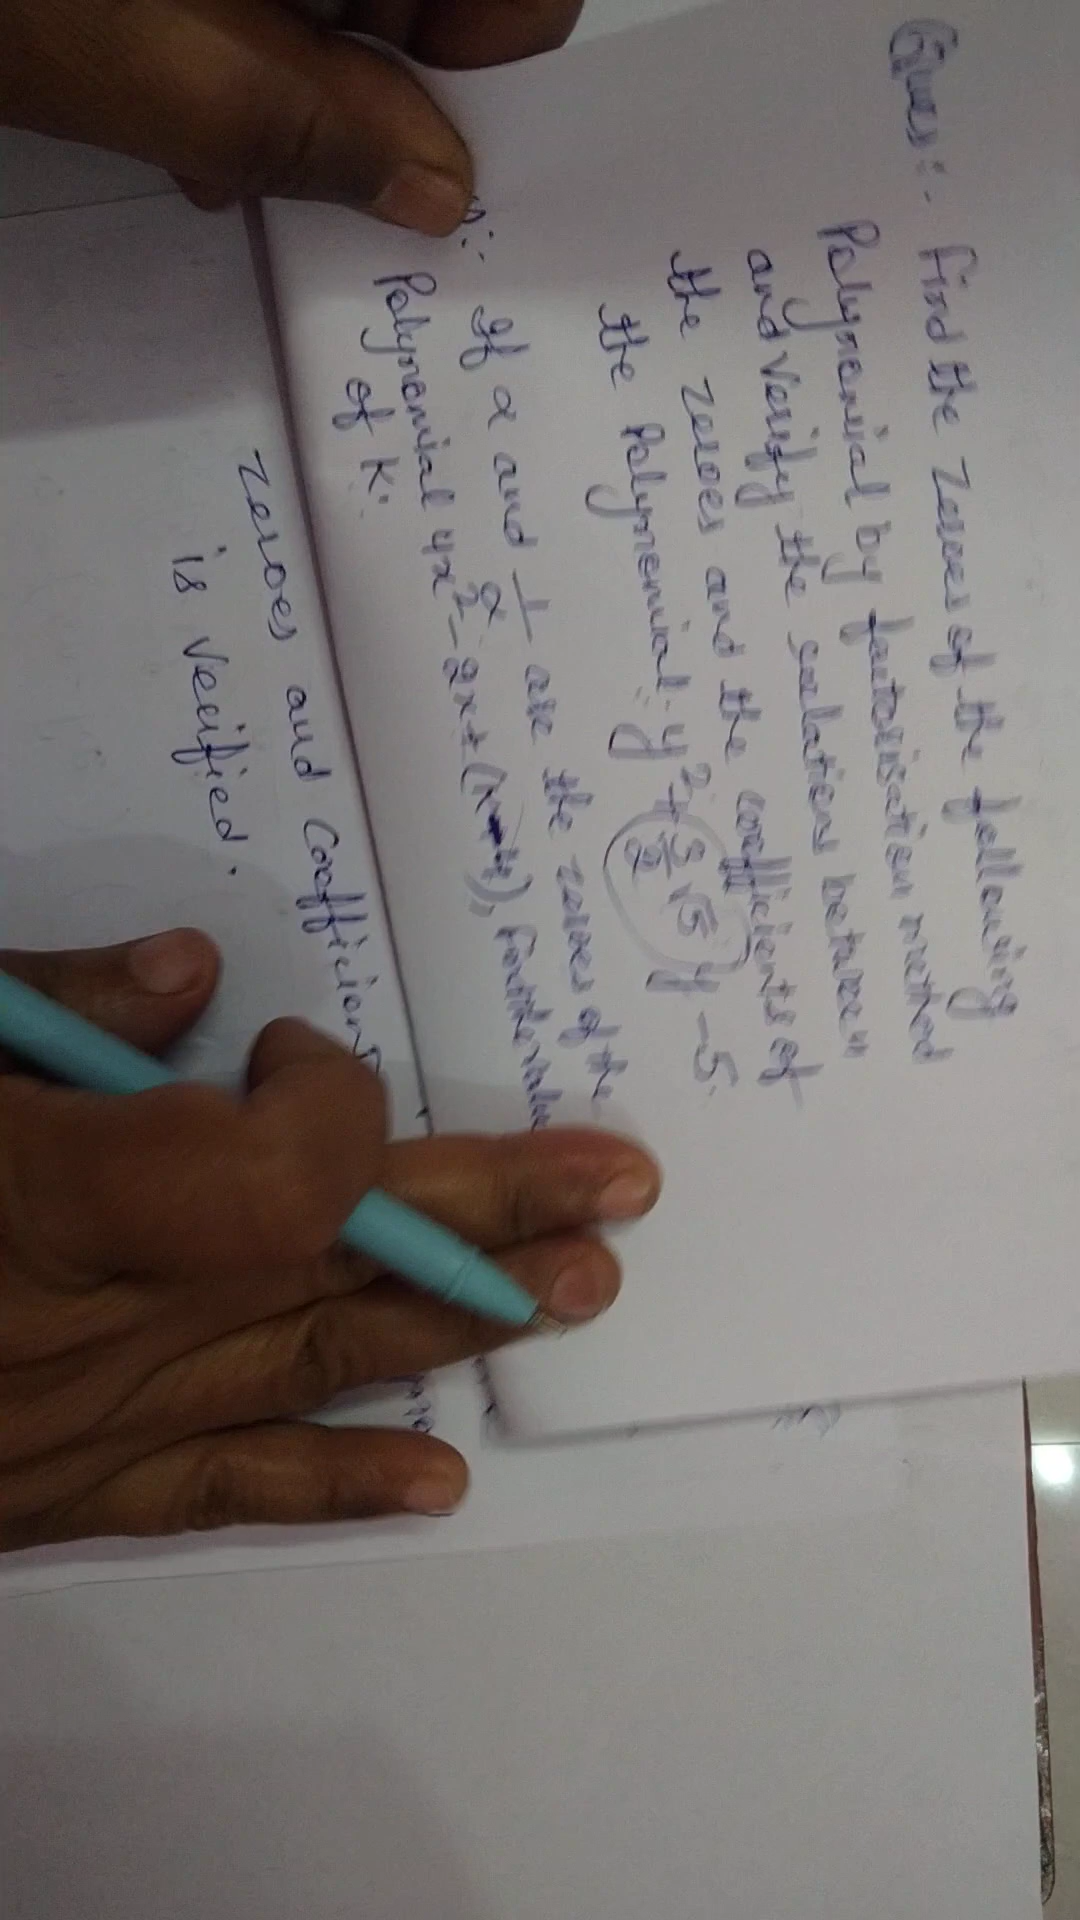 Ques:- Find the zeroes of the following
Polynomial by factorisation method
and verify the relations between
the zeroes and the coefficients of
the Polynomial:- y² + 3/2 √5 y - 5.
If α and 1/α are the zeroes of the
Polynomial 4x² - 2x + (k-4), Find the value
of K.
zeroes and Coefficient
is verified.